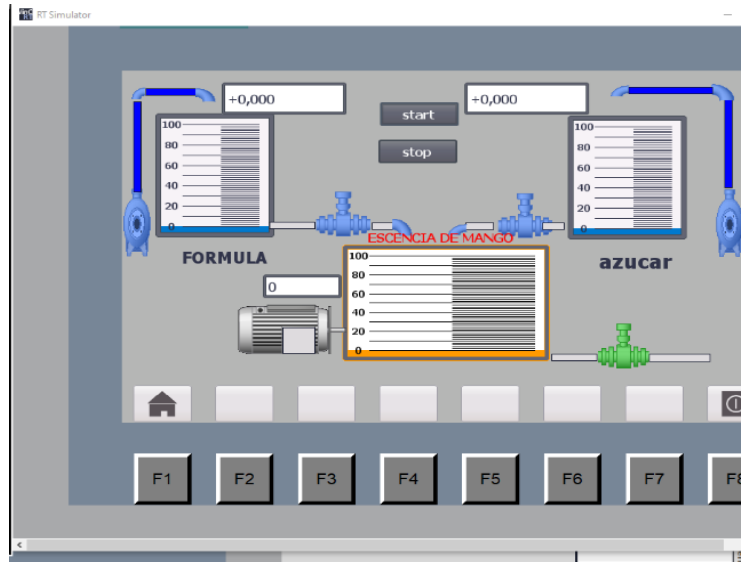 RT Simulator
+0,000
+0,000
start
stop
100
80
60
40
20
0
100
80
60
40
20
0
ESCENCIA DE MANGO
FORMULA
azucar
100
80
60
40
20
0
0
F1
F2
F3
F4
F5
F6
F7